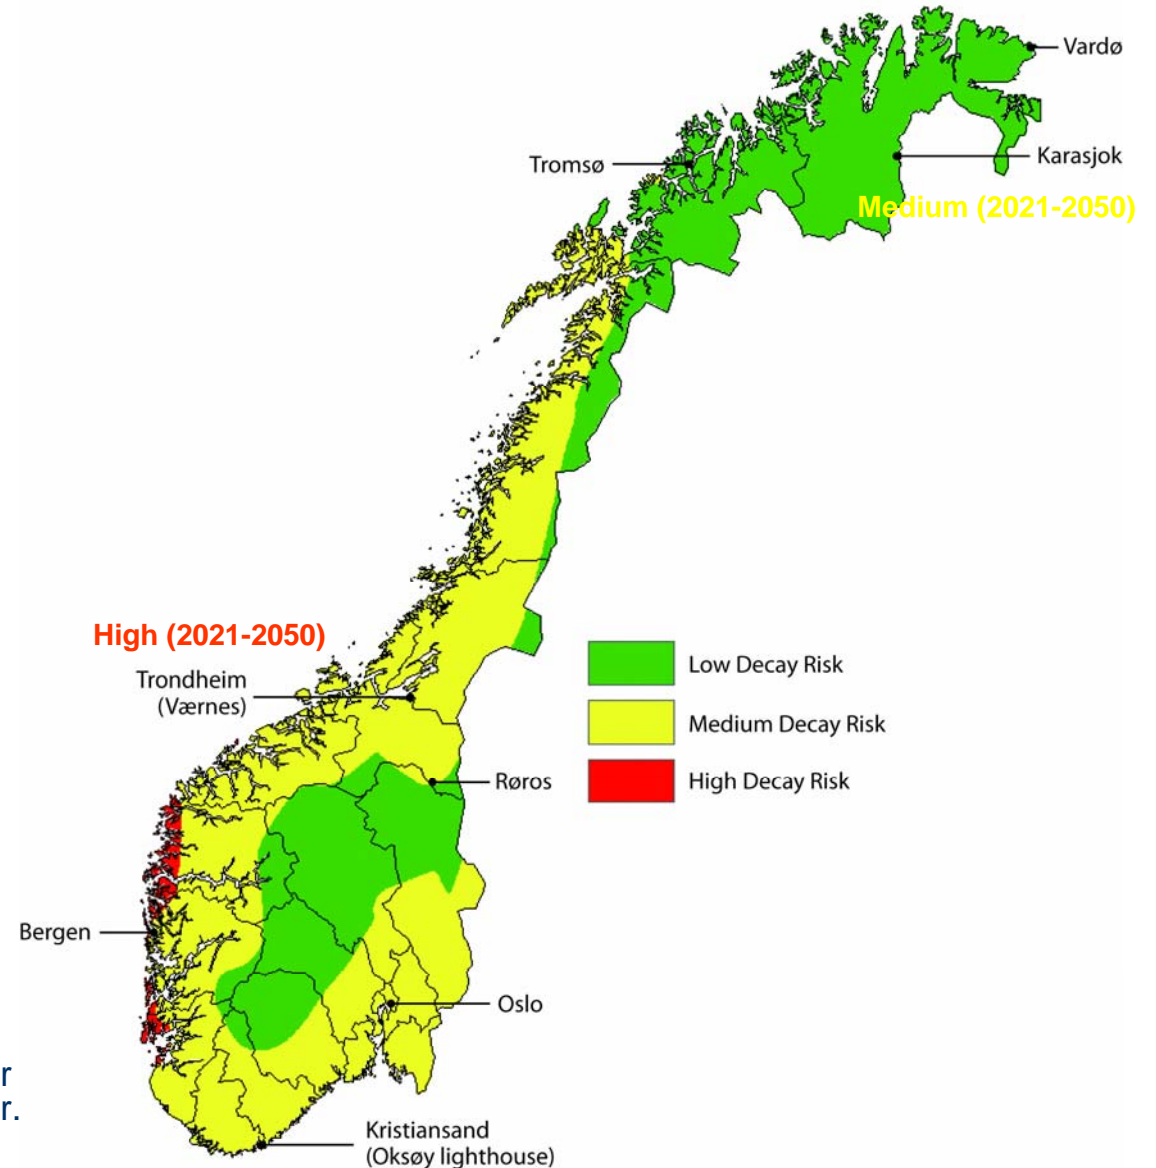 Vardø
Tromsø
Karasjok
Medium (2021-2050)
High (2021-2050)
Trondheim
(Værnes)
Low Decay Risk
Medium Decay Risk
High Decay Risk
Røros
Bergen
Oslo
r
r.
Kristiansand
(Oksøy lighthouse)